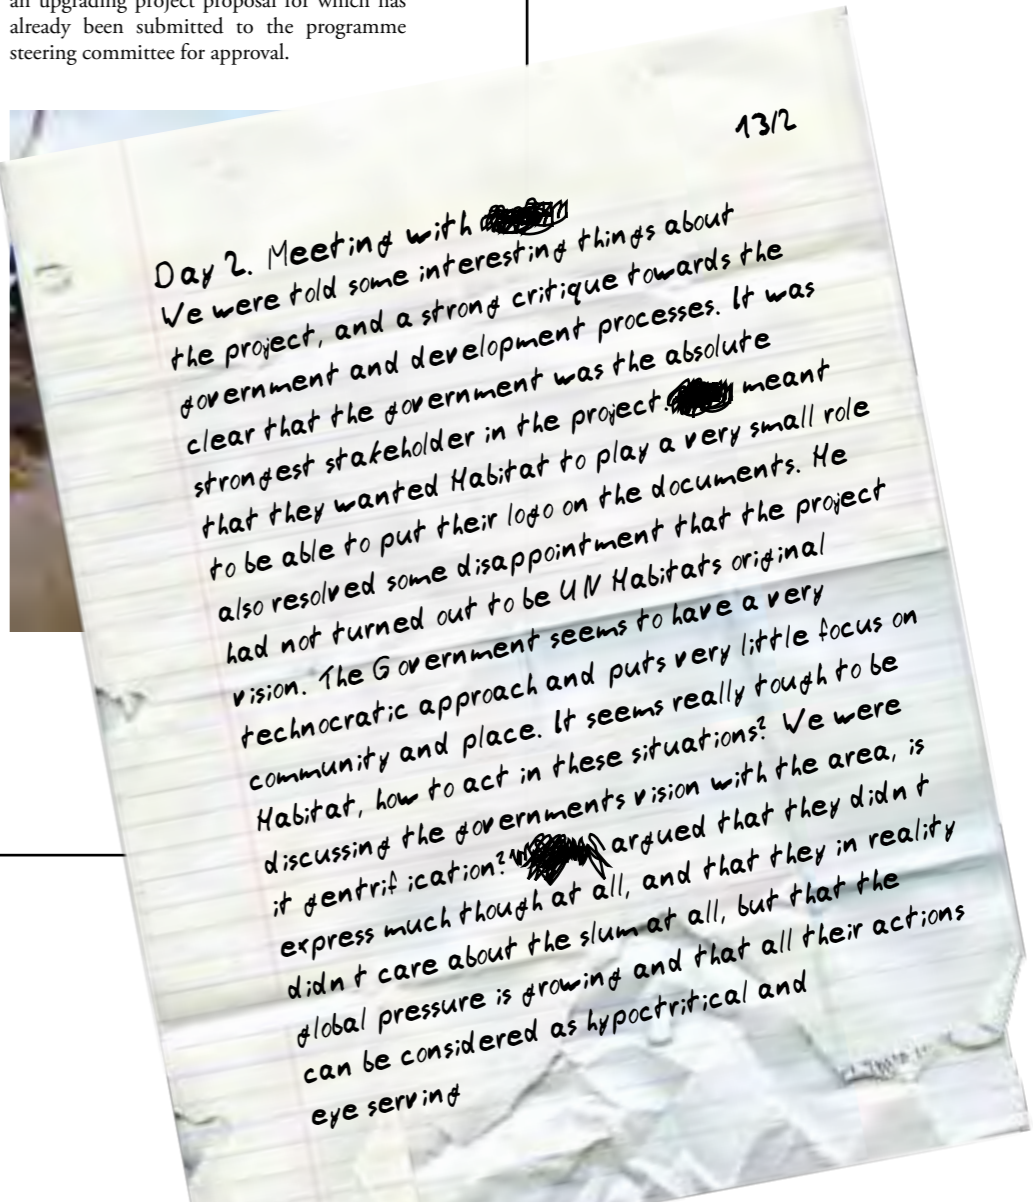 an upgrading project proposal for which has
already been submitted to the programme
steering committee for approval.
13/2
Day 2. Meeting with
We were told some interesting things about
the project, and a strong critique towards the
government and development processes. It was
clear that the government was the absolute
strongest stakeholder in the project. meant
that they wanted Habitat to play a very small role
to be able to put their logo on the documents. He
also resolved some disappointment that the project
had not turned out to be UN Habitats original
vision. The Government seems to have a very
technocratic approach and puts very little focus on
community and place. It seems really tough to be
Habitat, how to act in these situations? We were
discussing the governments vision with the area, is
it gentrification? argued that they didnt
express much though at all, and that they in reality
didnt care about the slum at all, but that the
global pressure is growing and that all their actions
can be considered as hypoctritical and
eye serving